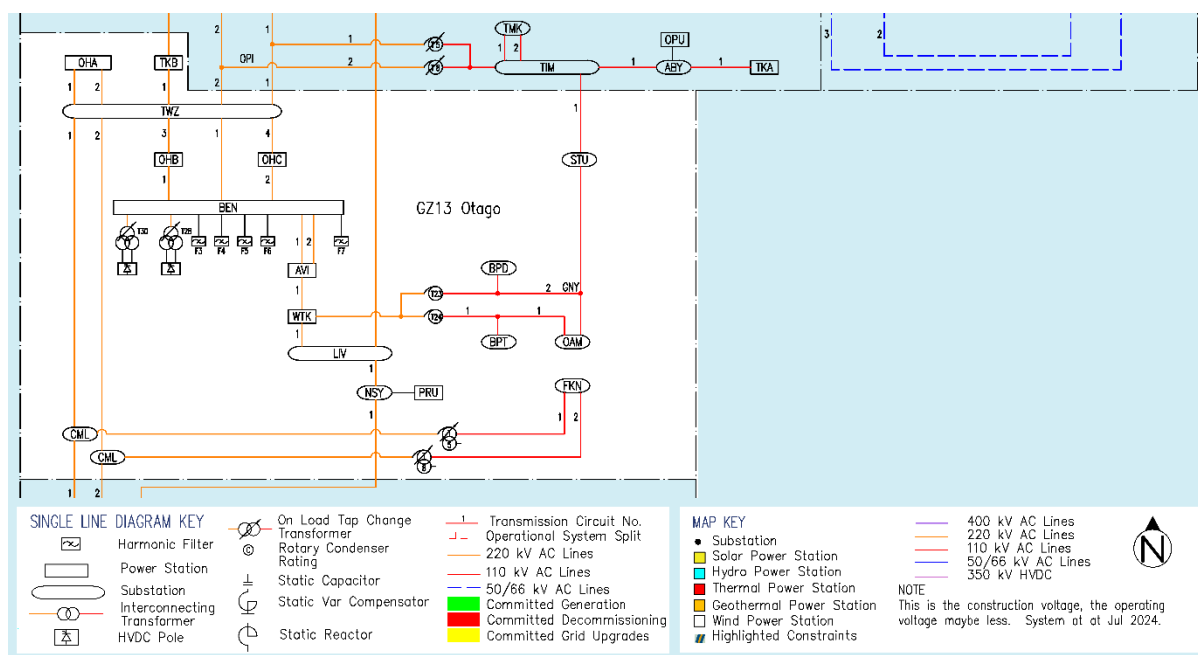 2 1 1 3 2
TMK
OPI 2 T5 1 2 OPU
OHA TKB T8 TIM 1 ABY 1 TKA
1 2 1 2 1
TWZ 1
1 2 3 1 4
OHB OHC STU
1 2
BEN
GZ13 Otago
T30 T28 F3 F4 F5 F6 F7
1 2
AVI BPD
1 T23 2 GNY
WTK T24 1 1
1 BPT OAM
LIV
1
NSY PRU FKN
1 1 2
CML
S
CML
1 2
SINGLE LINE DIAGRAM KEY
Harmonic Filter
Power Station
Substation
Interconnecting
Transformer
HVDC Pole
On Load Tap Change
Transformer
© Rotary Condenser
Rating
Static Capacitor
Static Var Compensator
Static Reactor
1 Transmission Circuit No.
Operational System Split
220 kV AC Lines
110 kV AC Lines
50/66 kV AC Lines
Committed Generation
Committed Decommissioning
Committed Grid Upgrades
MAP KEY
Substation
Solar Power Station
Hydro Power Station
Thermal Power Station
Geothermal Power Station
Wind Power Station
Highlighted Constraints
400 kV AC Lines
220 kV AC Lines
110 kV AC Lines
50/66 kV AC Lines
350 kV HVDC
NOTE
This is the construction voltage, the operating
voltage maybe less. System at at Jul 2024.
N